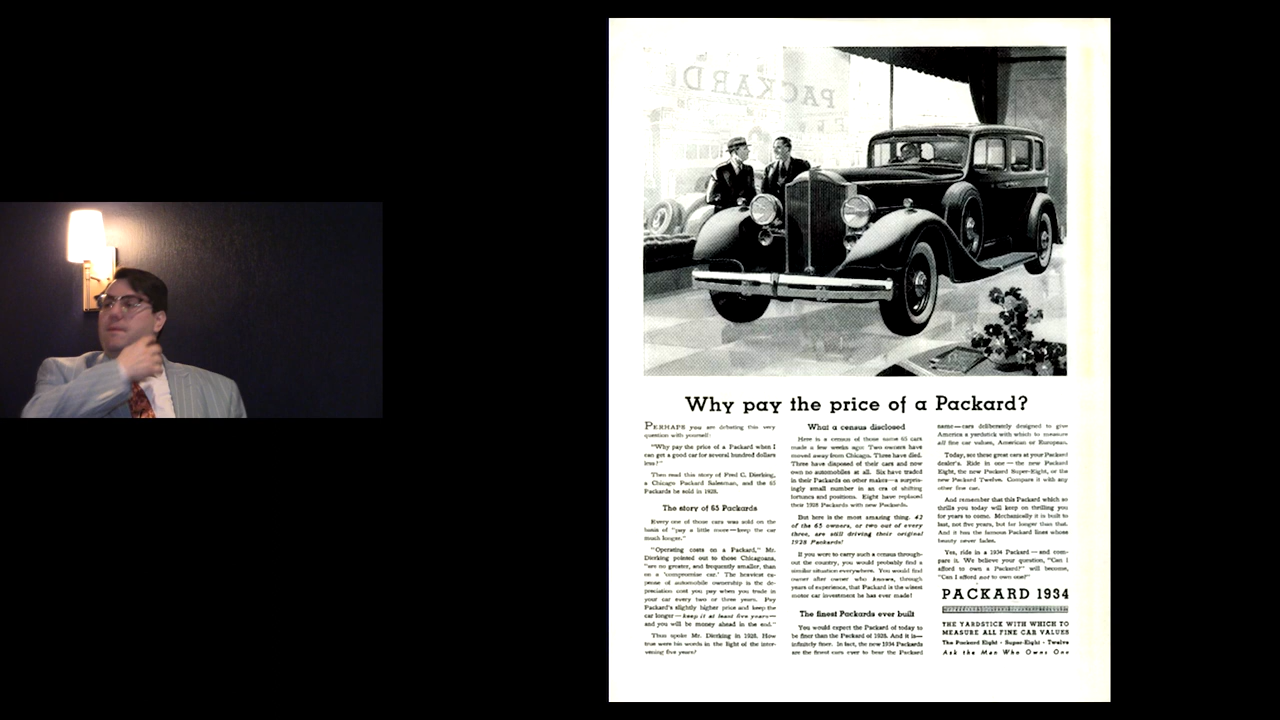 PACKARD
Why pay the price of a Packard?
PERHAPS you are debating this very
question with yourself:
"Why pay the price of a Packard when I
can get a good car for several hundred dollars
less?"
Then read this story of Fred C. Dierking,
a Chicago Packard Salesman, and the 65
Packards he sold in 1928.
The story of 65 Packards
Every one of those cars was sold on the
basis of "pay a little more—keep the car
much longer."
"Operating costs on a Packard," Mr.
Dierking pointed out to those Chicagoans,
"are no greater, and frequently smaller, than
on a 'compromise car.' The heaviest ex-
pense of automobile ownership is the de-
preciation cost you pay when you trade in
your car every two or three years. Pay
Packard's slightly higher price and keep the
car longer—keep it at least five years—
and you will be money ahead in the end."
Thus spoke Mr. Dierking in 1928. How
true were his words in the light of the inter-
vening five years?
What a census disclosed
Here is a census of those same 65 cars
made a few weeks ago: Two owners have
moved away from Chicago. Three have died.
Three have disposed of their cars and now
own no automobiles at all. Six have traded
in their Packards on other makes—a surpris-
ingly small number in an era of shifting
fortunes and positions. Eight have replaced
their 1928 Packards with new Packards.
But here is the most amazing thing. 42
of the 65 owners, or two out of every
three, are still driving their original
1928 Packards!
If you were to carry such a census through-
out the country, you would probably find a
similar situation everywhere. You would find
owner after owner who knows, through
years of experience, that Packard is the wisest
motor car investment he has ever made!
The finest Packards ever built
You would expect the Packard of today to
be finer than the Packard of 1928. And it is—
infinitely finer. In fact, the new 1934 Packards
are the finest cars ever to bear the Packard
name—cars deliberately designed to give
America a yardstick with which to measure
all fine car values, American or European.
Today, see these great cars at your Packard
dealer's. Ride in one—the new Packard
Eight, the new Packard Super-Eight, or the
new Packard Twelve. Compare it with any
other fine car.
And remember that this Packard which so
thrills you today will keep on thrilling you
for years to come. Mechanically it is built to
last, not five years, but far longer than that.
And it has the famous Packard lines whose
beauty never fades.
Yes, ride in a 1934 Packard—and com-
pare it. We believe your question, "Can I
afford to own a Packard?" will become,
"Can I afford not to own one?"
PACKARD 1934
THE YARDSTICK WITH WHICH TO
MEASURE ALL FINE CAR VALUES
The Packard Eight · Super-Eight · Twelve
Ask the Man Who Owns One